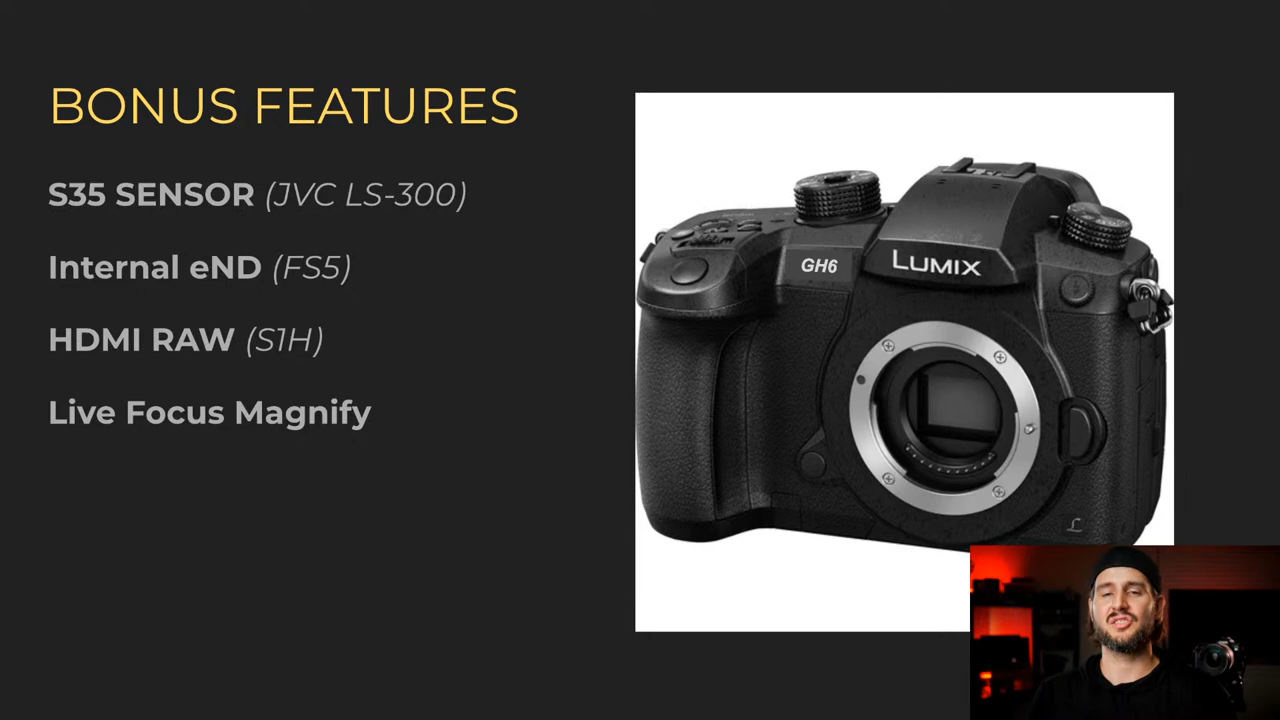 BONUS FEATURES
S35 SENSOR (JVC LS-300)
Internal eND (FS5)
HDMI RAW (S1H)
Live Focus Magnify
GH6
LUMIX